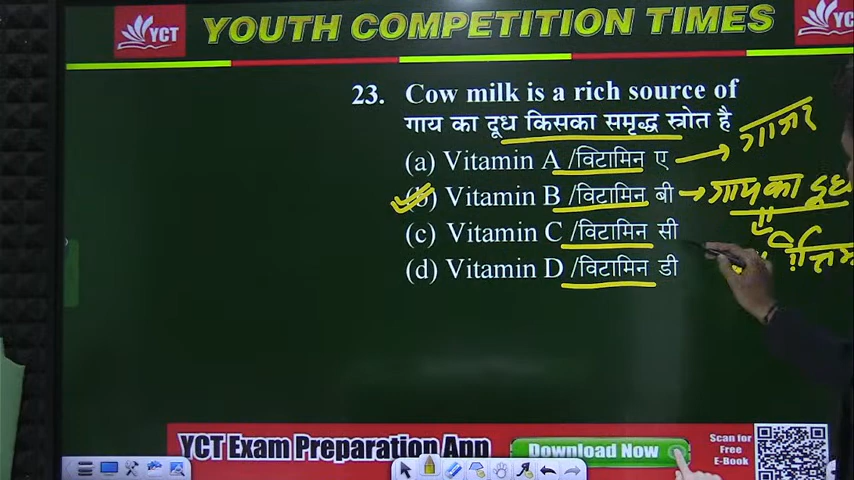 YCT
YOUTH COMPETITION TIMES
YCT
23. Cow milk is a rich source of
गाय का दूध किसका समृद्ध स्रोत है
(a) Vitamin A /विटामिन ए → गाजर
(b) Vitamin B /विटामिन बी → गाय का दूध
(c) Vitamin C /विटामिन सी
(d) Vitamin D /विटामिन डी
YCT Exam Preparation App
Download Now
Scan for
Free
E-Book